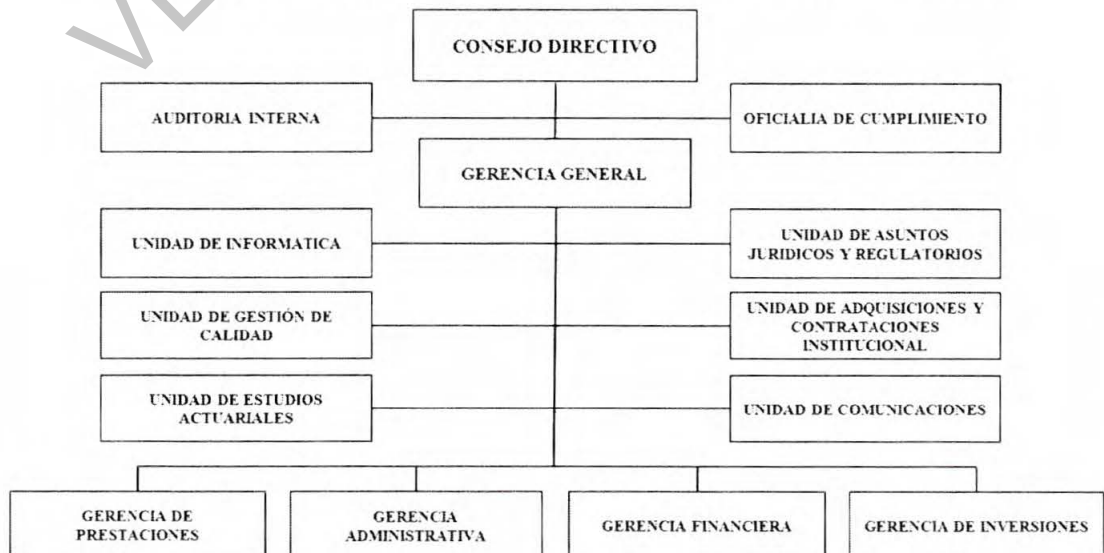 CONSEJO DIRECTIVO
AUDITORIA INTERNA
OFICIALIA DE CUMPLIMIENTO
GERENCIA GENERAL
UNIDAD DE INFORMATICA
UNIDAD DE ASUNTOS
JURIDICOS Y REGULATORIOS
UNIDAD DE GESTIÓN DE
CALIDAD
UNIDAD DE ADQUISICIONES Y
CONTRATACIONES
INSTITUCIONAL
UNIDAD DE ESTUDIOS
ACTUARIALES
UNIDAD DE COMUNICACIONES
GERENCIA DE
PRESTACIONES
GERENCIA
ADMINISTRATIVA
GERENCIA FINANCIERA
GERENCIA DE INVERSIONES